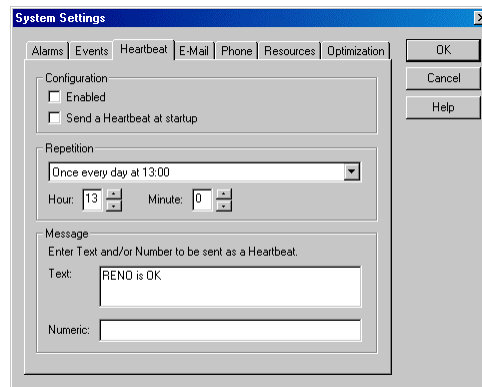 System Settings
Alarms Events Heartbeat E-Mail Phone Resources Optimization
OK
Cancel
Help
Configuration
Enabled
Send a Heartbeat at startup
Repetition
Once every day at 13:00
Hour: 13 Minute: 0
Message
Enter Text and/or Number to be sent as a Heartbeat.
Text: RENO is OK
Numeric: